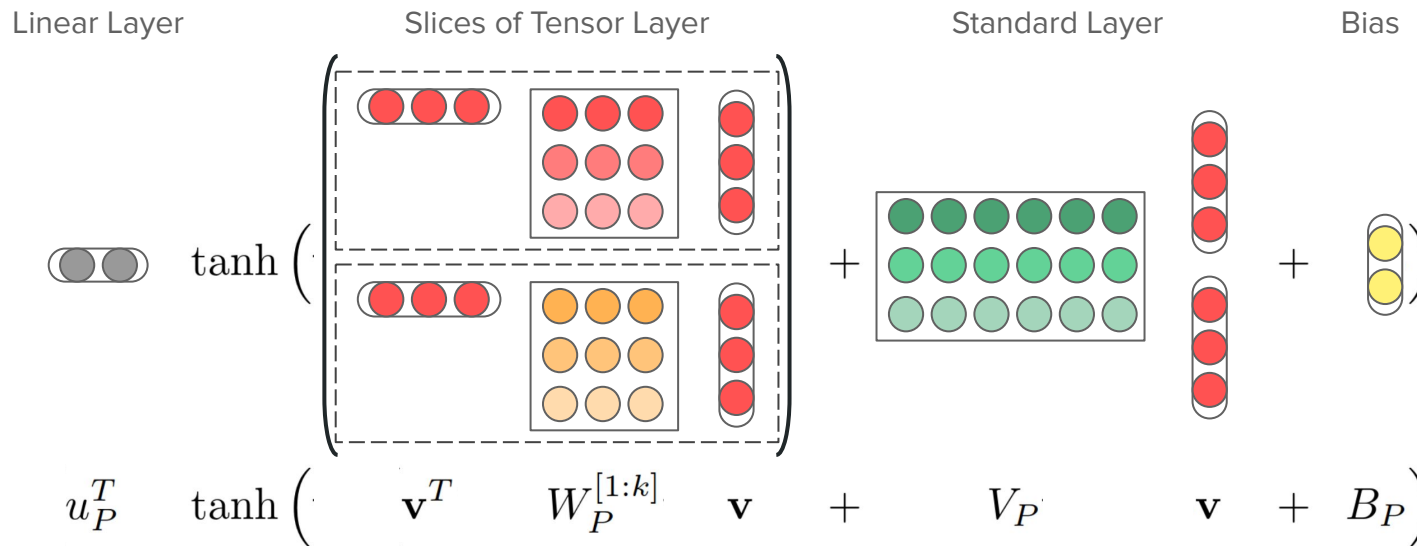 Linear Layer Slices of Tensor Layer Standard Layer Bias
tanh ( + + )
u_P^T tanh ( v^T W_P^{[1:k]} v + V_P v + B_P )